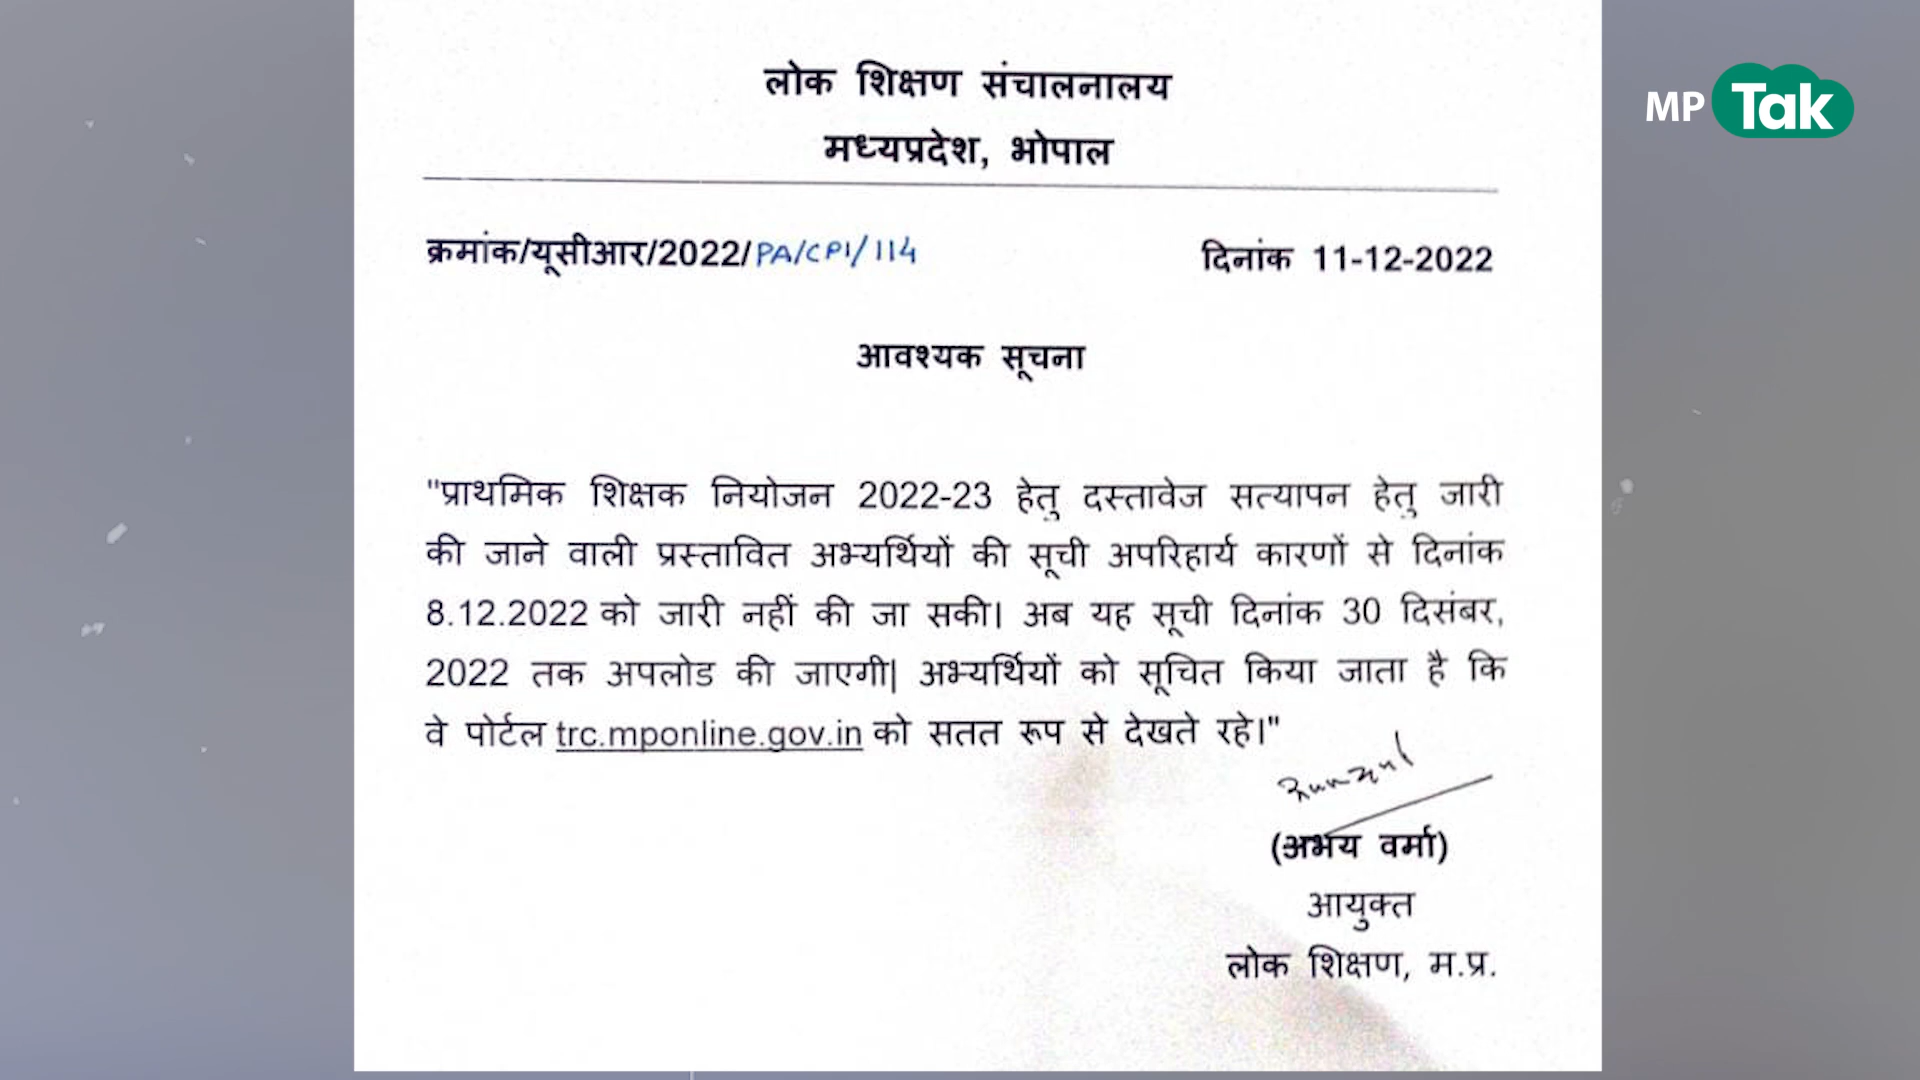 लोक शिक्षण संचालनालय
मध्यप्रदेश, भोपाल
MP Tak
क्रमांक/यूसीआर/2022/PA/CPI/114 दिनांक 11-12-2022
आवश्यक सूचना
"प्राथमिक शिक्षक नियोजन 2022-23 हेतु दस्तावेज सत्यापन हेतु जारी
की जाने वाली प्रस्तावित अभ्यर्थियों की सूची अपरिहार्य कारणों से दिनांक
8.12.2022 को जारी नहीं की जा सकी। अब यह सूची दिनांक 30 दिसंबर,
2022 तक अपलोड की जाएगी| अभ्यर्थियों को सूचित किया जाता है कि
वे पोर्टल trc.mponline.gov.in को सतत रूप से देखते रहे।"
(अभय वर्मा)
आयुक्त
लोक शिक्षण, म.प्र.